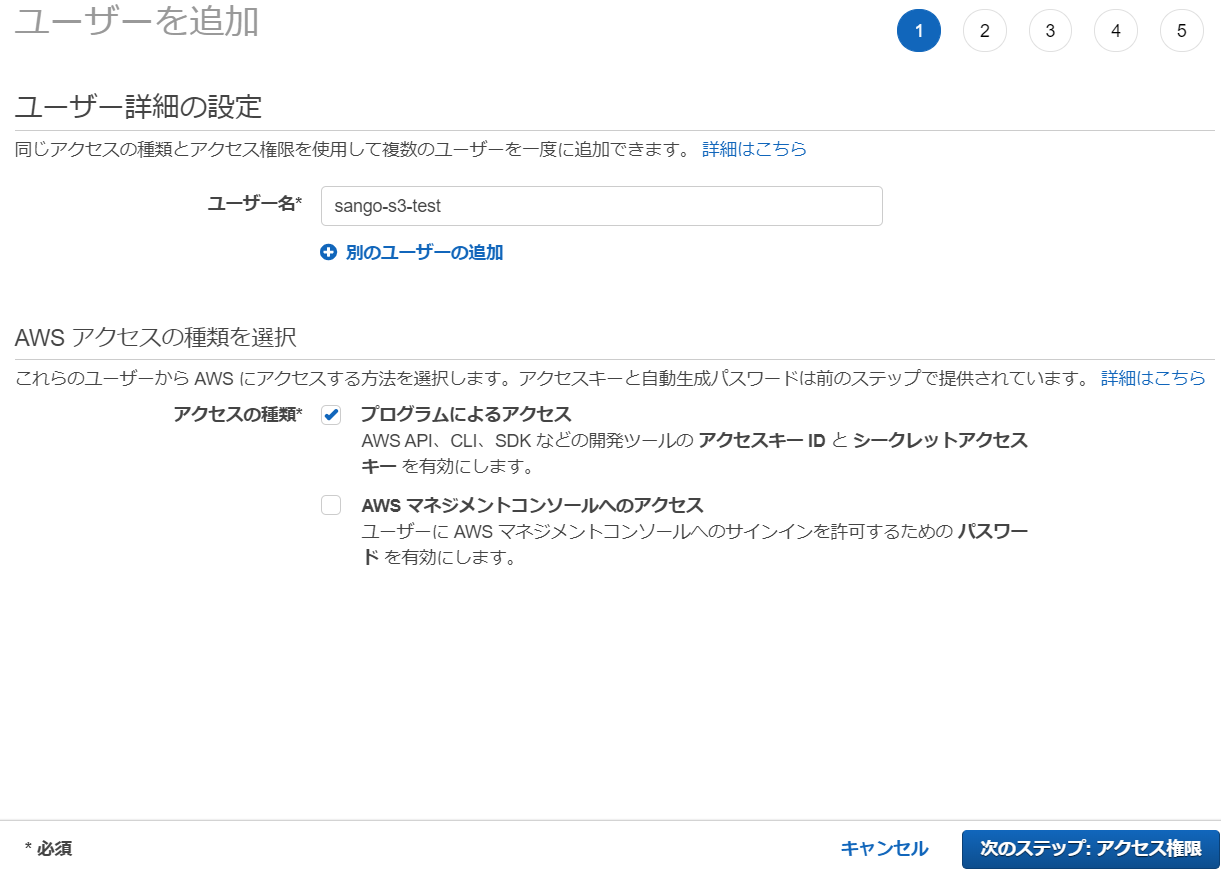 ユーザーを追加
1 2 3 4 5
ユーザー詳細の設定
同じアクセスの種類とアクセス権限を使用して複数のユーザーを一度に追加できます。 詳細はこちら
ユーザー名* sango-s3-test
別のユーザーの追加
AWS アクセスの種類を選択
これらのユーザーから AWS にアクセスする方法を選択します。アクセスキーと自動生成パスワードは前のステップで提供されています。 詳細はこちら
アクセスの種類* プログラムによるアクセス
AWS API、CLI、SDK などの開発ツールの アクセスキー ID と シークレットアクセス
キー を有効にします。
AWS マネジメントコンソールへのアクセス
ユーザーに AWS マネジメントコンソールへのサインインを許可するための パスワー
ド を有効にします。
* 必須 キャンセル 次のステップ: アクセス権限